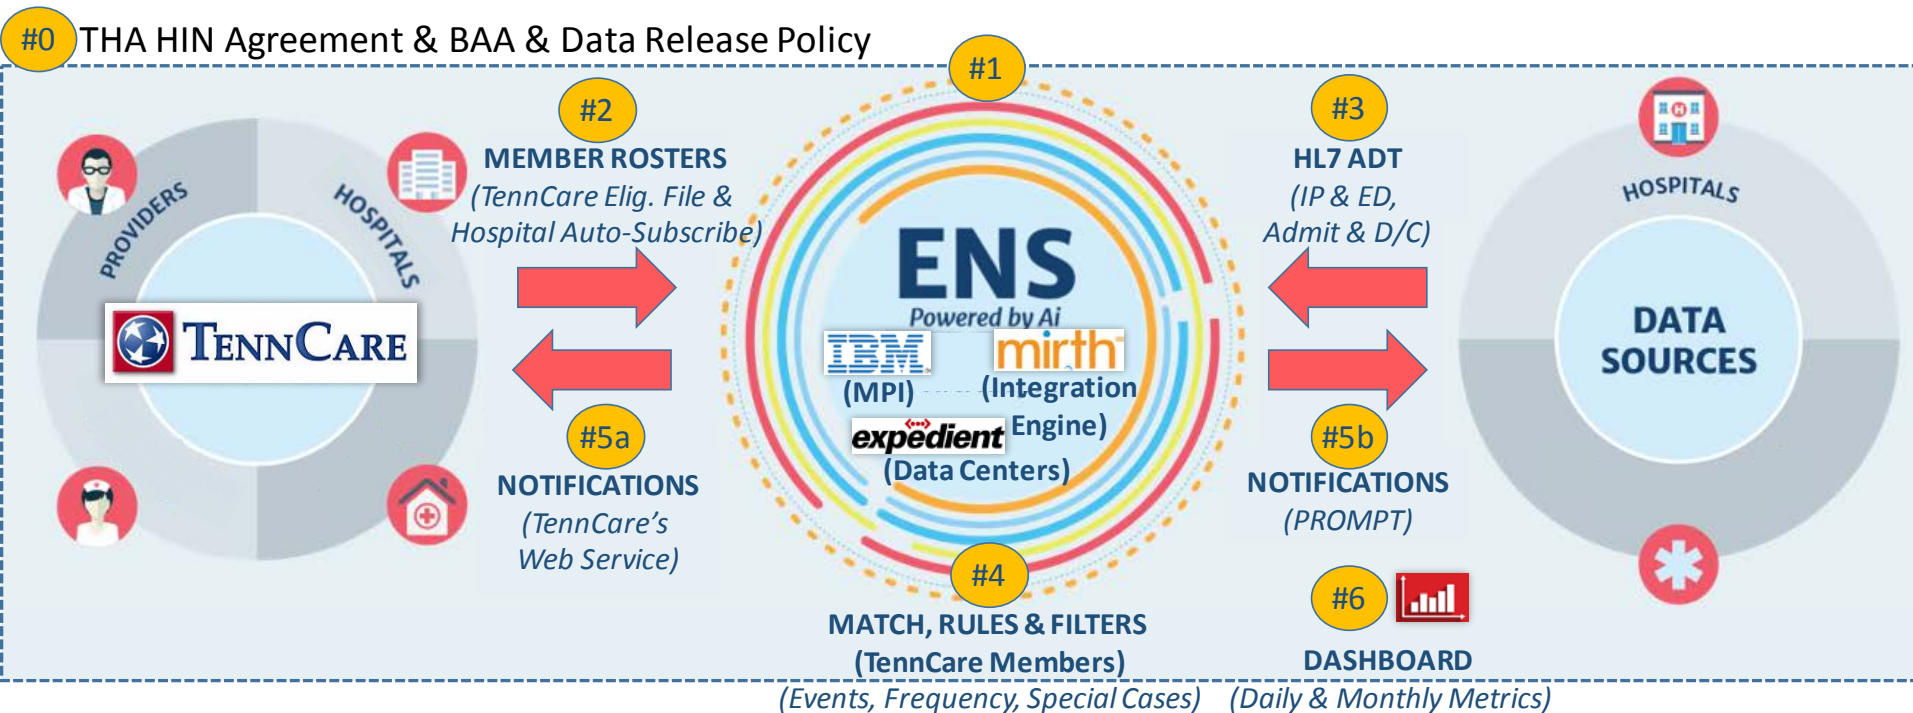 #0 THA HIN Agreement & BAA & Data Release Policy
#1
#2
MEMBER ROSTERS
(TennCare Elig. File &
Hospital Auto-Subscribe)
#3
HL7 ADT
(IP & ED,
Admit & D/C)
PROVIDERS
HOSPITALS
TENNCARE
ENS
Powered by Ai
IBM
(MPI)
mirth
(Integration
Engine)
expedient
(Data Centers)
HOSPITALS
H
DATA
SOURCES
#5a
NOTIFICATIONS
(TennCare's
Web Service)
#5b
NOTIFICATIONS
(PROMPT)
#4
MATCH, RULES & FILTERS
(TennCare Members)
(Events, Frequency, Special Cases)
#6
DASHBOARD
(Daily & Monthly Metrics)